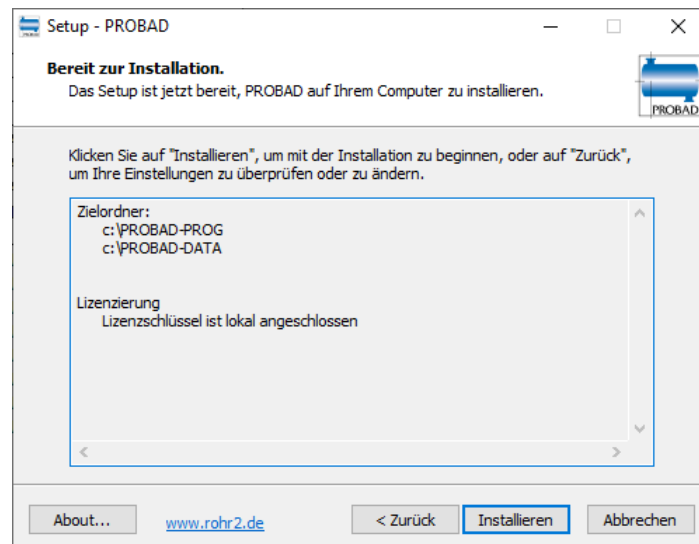 Setup - PROBAD
Bereit zur Installation.
Das Setup ist jetzt bereit, PROBAD auf Ihrem Computer zu installieren.
PROBAD
Klicken Sie auf "Installieren", um mit der Installation zu beginnen, oder auf "Zurück",
um Ihre Einstellungen zu überprüfen oder zu ändern.
Zielordner:
c:\PROBAD-PROG
c:\PROBAD-DATA
Lizenzierung
Lizenzschlüssel ist lokal angeschlossen
About...
www.rohr2.de
< Zurück
Installieren
Abbrechen